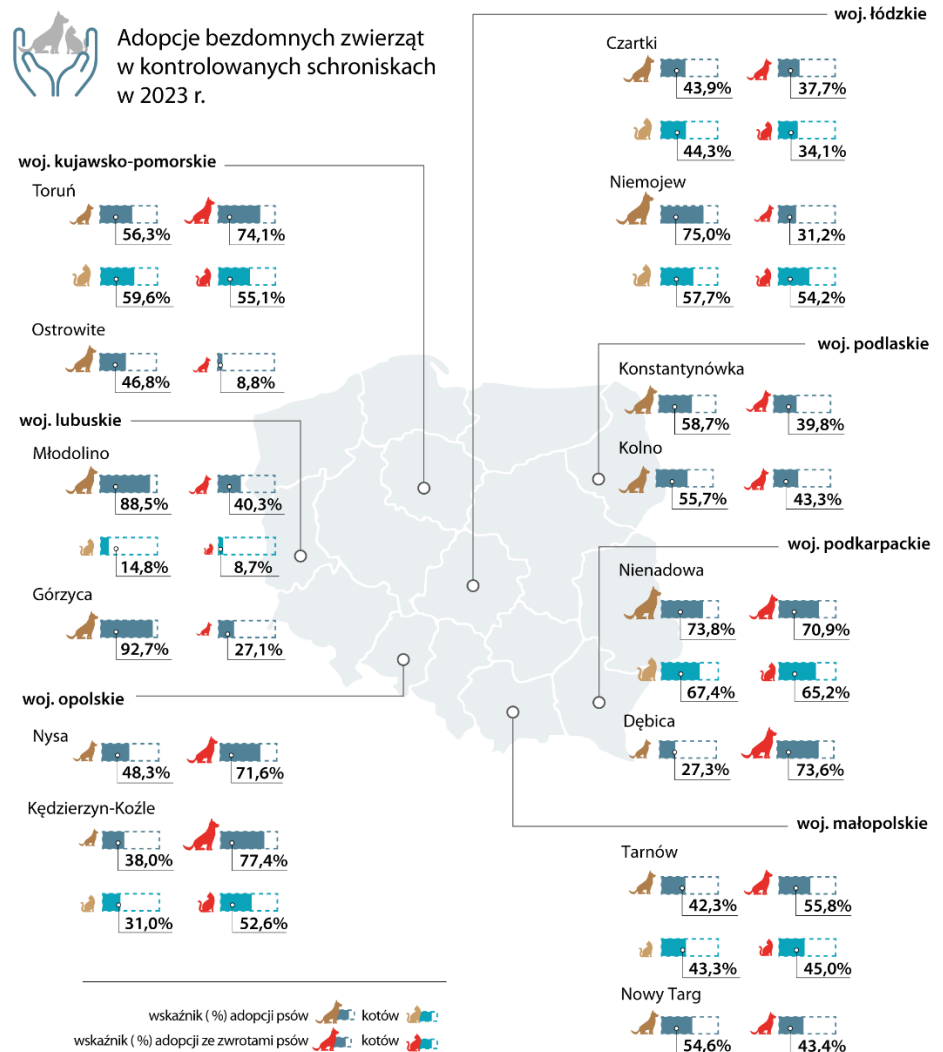 Adopcje bezdomnych zwierząt
w kontrolowanych schroniskach
w 2023 r.
woj. kujawsko-pomorskie
Toruń
56,3% 74,1%
59,6% 55,1%
Ostrowite
46,8% 8,8%
woj. lubuskie
Młodolino
88,5% 40,3%
14,8% 8,7%
Górzyca
92,7% 27,1%
woj. opolskie
Nysa
48,3% 71,6%
Kędzierzyn-Koźle
38,0% 77,4%
31,0% 52,6%
woj. łódzkie
Czartki
43,9% 37,7%
44,3% 34,1%
Niemojew
75,0% 31,2%
57,7% 54,2%
woj. podlaskie
Konstantynówka
58,7% 39,8%
Kolno
55,7% 43,3%
woj. podkarpackie
Nienadowa
73,8% 70,9%
67,4% 65,2%
Dębica
27,3% 73,6%
woj. małopolskie
Tarnów
42,3% 55,8%
43,3% 45,0%
Nowy Targ
54,6% 43,4%
wskaźnik ( %) adopcji psów kotów
wskaźnik ( %) adopcji ze zwrotami psów kotów